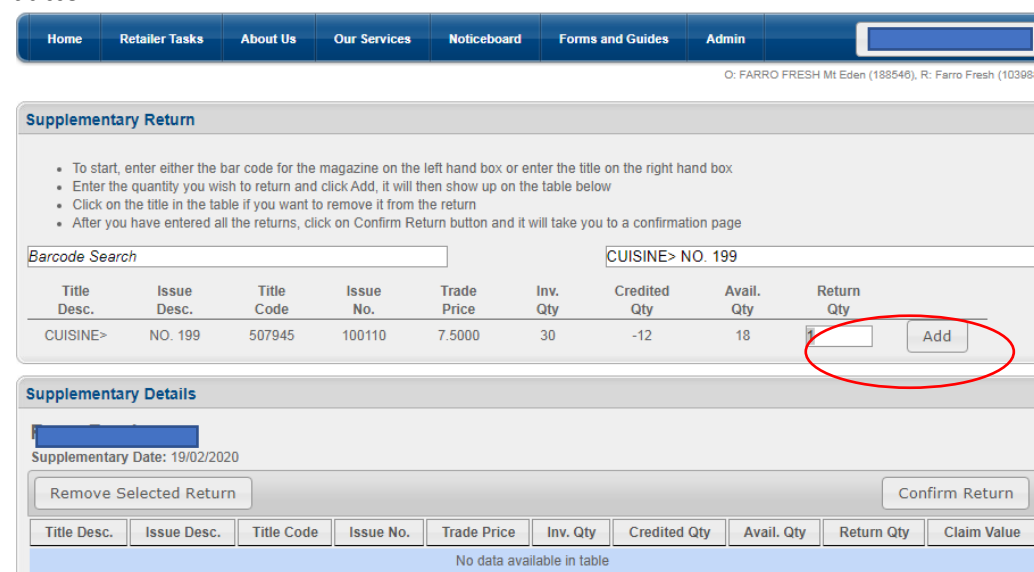 Home Retailer Tasks About Us Our Services Noticeboard Forms and Guides Admin
O: FARRO FRESH Mt Eden (188546), R: Farro Fresh (10398
Supplementary Return
• To start, enter either the bar code for the magazine on the left hand box or enter the title on the right hand box
• Enter the quantity you wish to return and click Add, it will then show up on the table below
• Click on the title in the table if you want to remove it from the return
• After you have entered all the returns, click on Confirm Return button and it will take you to a confirmation page
Barcode Search CUISINE> NO. 199
Title Issue Title Issue Trade Inv. Credited Avail. Return
Desc. Desc. Code No. Price Qty Qty Qty Qty
CUISINE> NO. 199 507945 100110 7.5000 30 -12 18 1 Add
Supplementary Details
Supplementary Date: 19/02/2020
Remove Selected Return Confirm Return
Title Desc. Issue Desc. Title Code Issue No. Trade Price Inv. Qty Credited Qty Avail. Qty Return Qty Claim Value
No data available in table